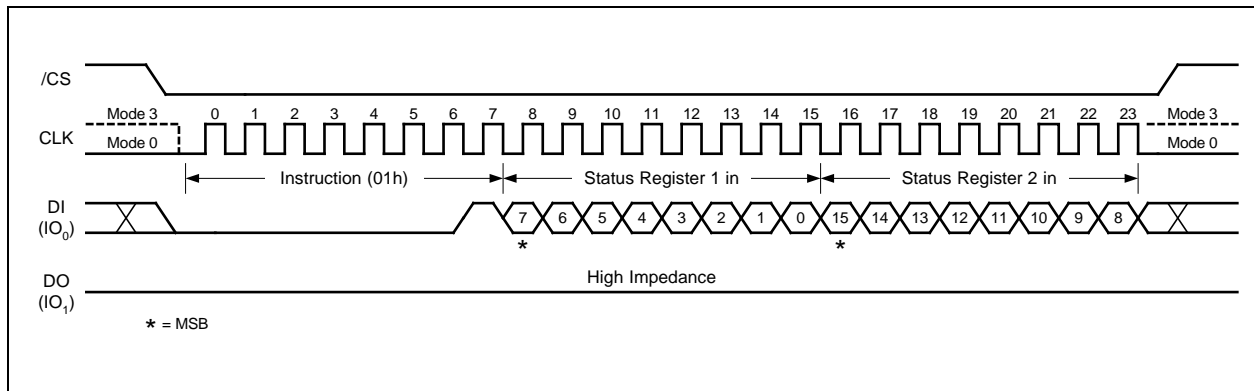 /CS
Mode 3 0 1 2 3 4 5 6 7 8 9 10 11 12 13 14 15 16 17 18 19 20 21 22 23 Mode 3
CLK
Mode 0 Mode 0
Instruction (01h) Status Register 1 in Status Register 2 in
DI
(IO0)
7 6 5 4 3 2 1 0 15 14 13 12 11 10 9 8
* *
High Impedance
DO
(IO1)
* = MSB